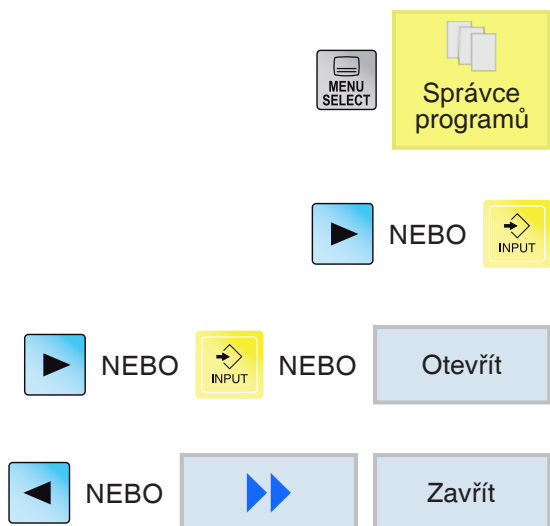 MENU
SELECT
Správce
programů
NEBO
INPUT
NEBO
INPUT
NEBO
Otevřít
NEBO
Zavřít